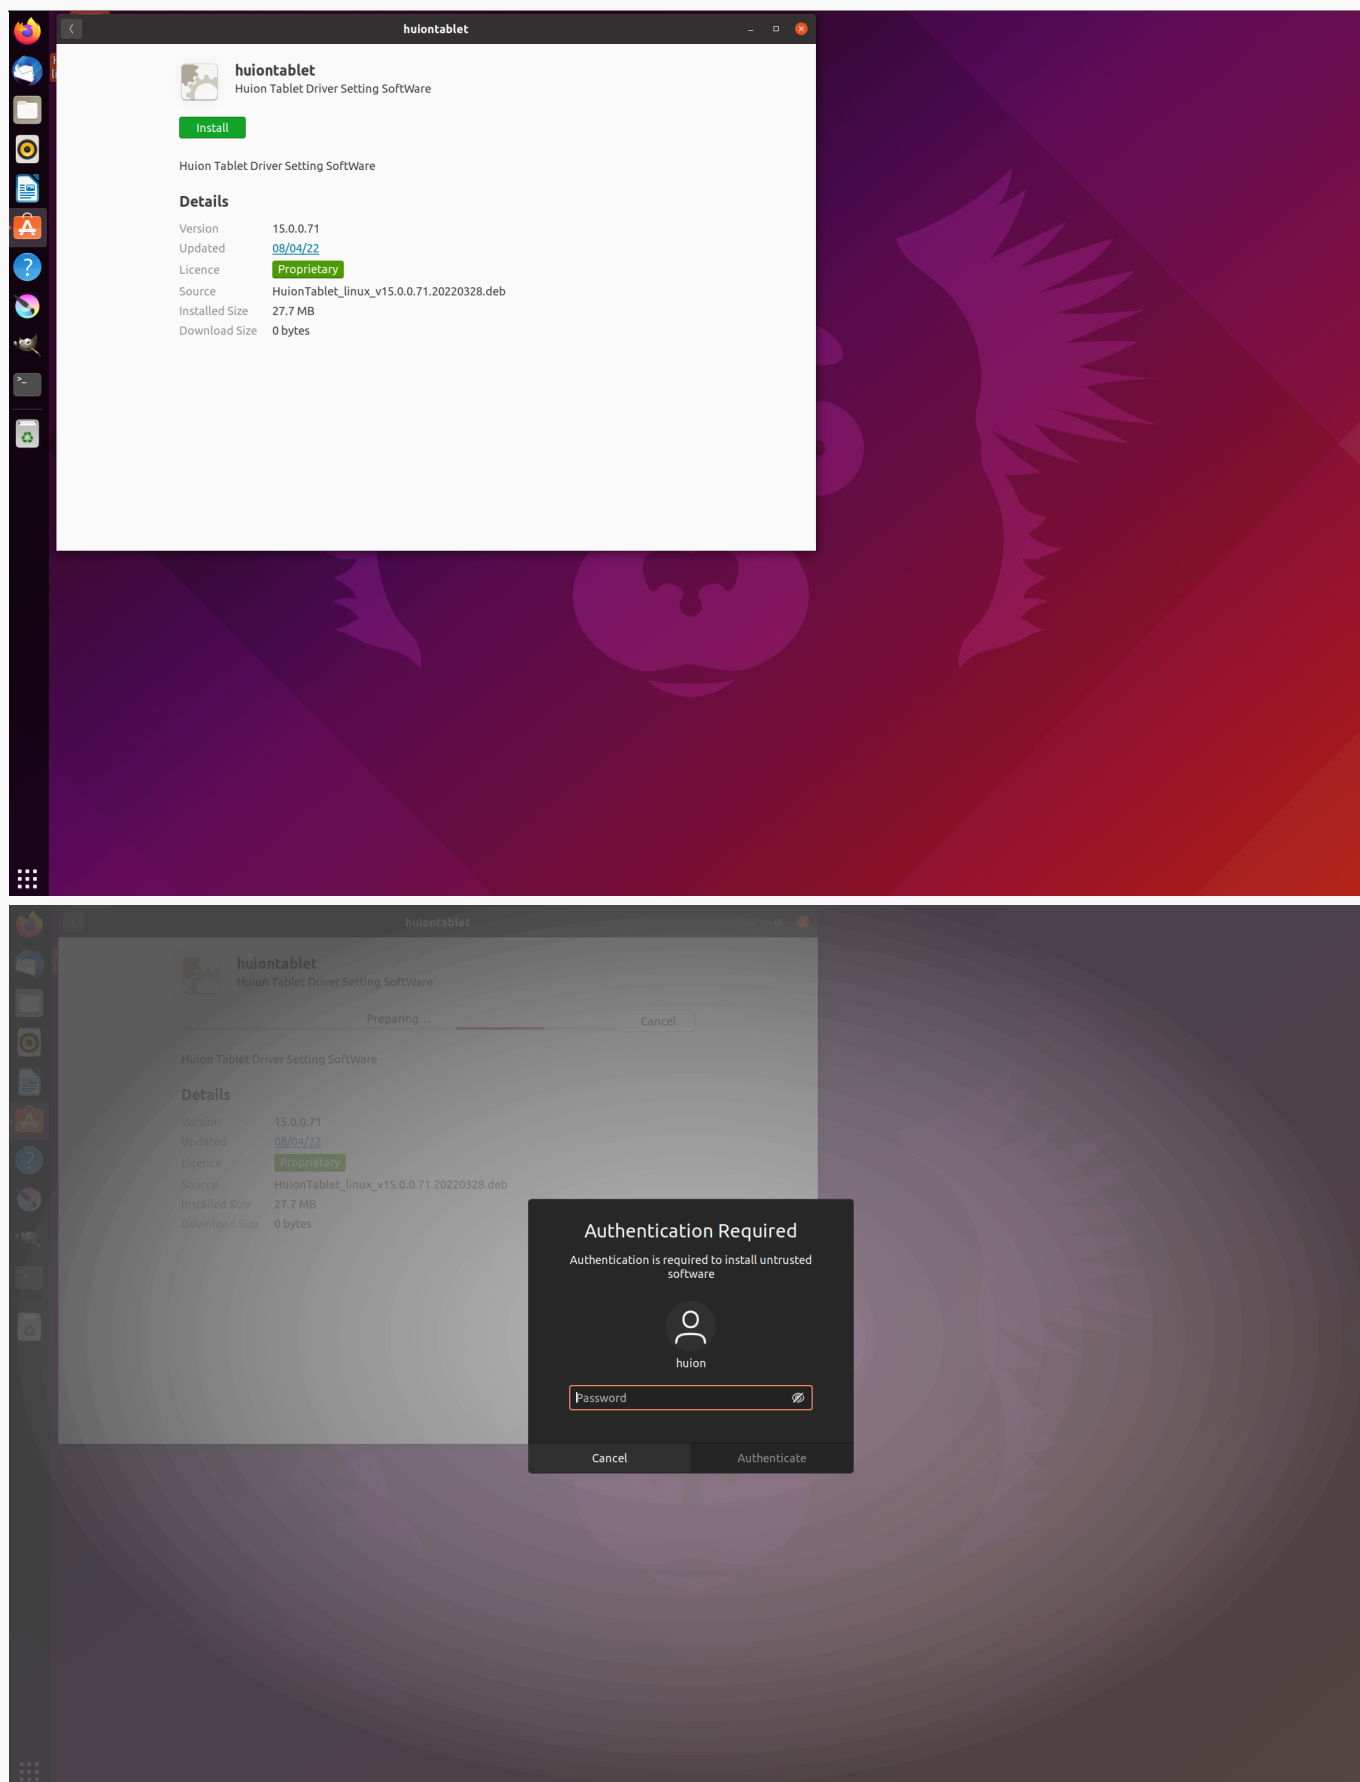 huiontablet
huiontablet
Huion Tablet Driver Setting SoftWare
Install
Huion Tablet Driver Setting SoftWare
Details
Version 15.0.0.71
Updated 08/04/22
Licence Proprietary
Source HuionTablet_linux_v15.0.0.71.20220328.deb
Installed Size 27.7 MB
Download Size 0 bytes
huiontablet
huiontablet
Huion Tablet Driver Setting SoftWare
Preparing...
Cancel
Huion Tablet Driver Setting SoftWare
Details
Version 15.0.0.71
Updated 08/04/22
Licence Proprietary
Source HuionTablet_linux_v15.0.0.71.20220328.deb
Installed Size 27.7 MB
Download Size 0 bytes
Authentication Required
Authentication is required to install untrusted
software
huion
Password
Cancel Authenticate